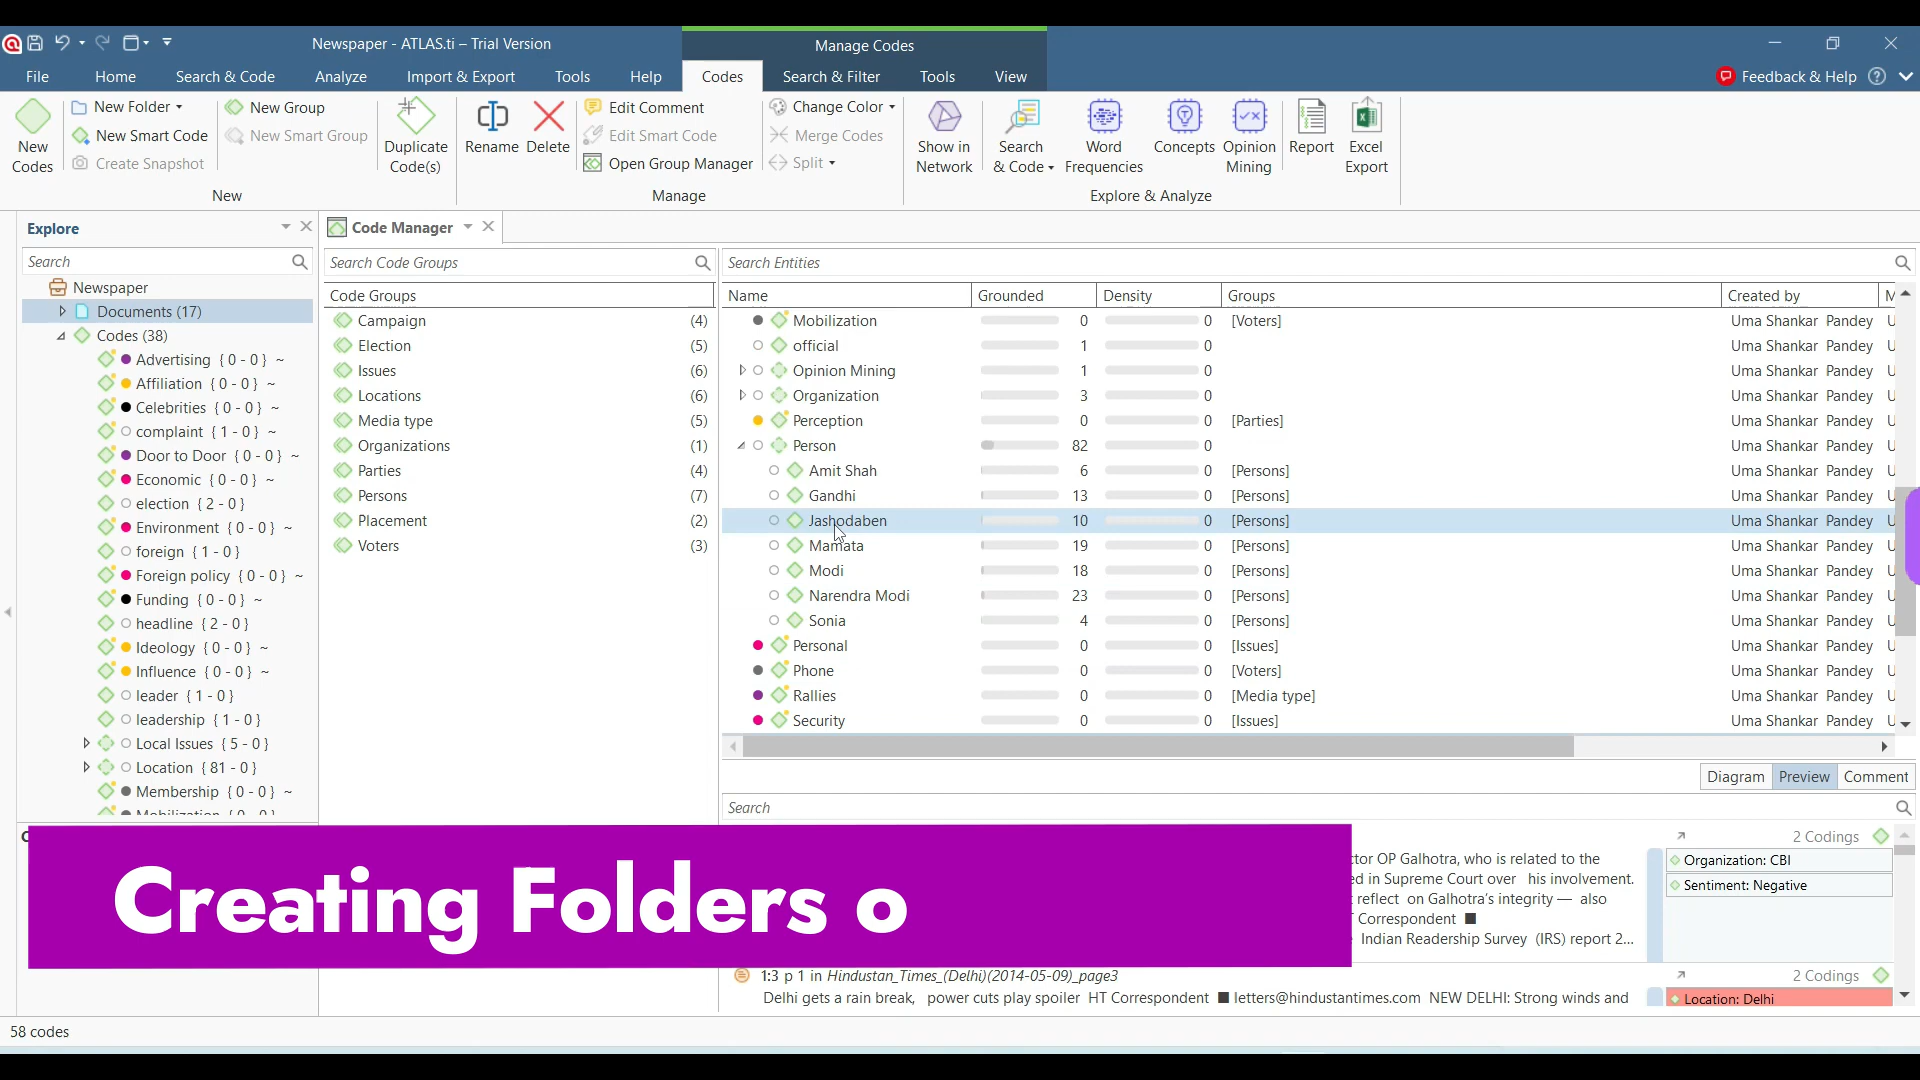 Newspaper - ATLAS.ti – Trial Version
Manage Codes
File Home Search & Code Analyze Import & Export Tools Help Codes Search & Filter Tools View Feedback & Help
New Codes
New Folder
New Smart Code
Create Snapshot
New Group
New Smart Group
Duplicate Code(s)
Rename
Delete
Edit Comment
Edit Smart Code
Open Group Manager
Change Color
Merge Codes
Split
Show in Network
Search & Code
Word Frequencies
Concepts
Opinion Mining
Report
Excel Export
New
Manage
Explore & Analyze
Explore
Search
Newspaper
Documents (17)
Codes (38)
Advertising { 0 - 0 } ~
Affiliation { 0 - 0 } ~
Celebrities { 0 - 0 } ~
complaint { 1 - 0 } ~
Door to Door { 0 - 0 } ~
Economic { 0 - 0 } ~
election { 2 - 0 }
Environment { 0 - 0 } ~
foreign { 1 - 0 }
Foreign policy { 0 - 0 } ~
Funding { 0 - 0 } ~
headline { 2 - 0 }
Ideology { 0 - 0 } ~
Influence { 0 - 0 } ~
leader { 1 - 0 }
leadership { 1 - 0 }
Local Issues { 5 - 0 }
Location { 81 - 0 }
Membership { 0 - 0 } ~
Code Manager
Search Code Groups
Code Groups
Campaign (4)
Election (5)
Issues (6)
Locations (6)
Media type (5)
Organizations (1)
Parties (4)
Persons (7)
Placement (2)
Voters (3)
Search Entities
Name Grounded Density Groups Created by M
Mobilization 0 0 [Voters] Uma Shankar Pandey U
official 1 0 Uma Shankar Pandey U
Opinion Mining 1 0 Uma Shankar Pandey U
Organization 3 0 Uma Shankar Pandey U
Perception 0 0 [Parties] Uma Shankar Pandey U
Person 82 0 Uma Shankar Pandey U
Amit Shah 6 0 [Persons] Uma Shankar Pandey U
Gandhi 13 0 [Persons] Uma Shankar Pandey U
Jashodaben 10 0 [Persons] Uma Shankar Pandey U
Mamata 19 0 [Persons] Uma Shankar Pandey U
Modi 18 0 [Persons] Uma Shankar Pandey U
Narendra Modi 23 0 [Persons] Uma Shankar Pandey U
Sonia 4 0 [Persons] Uma Shankar Pandey U
Personal 0 0 [Issues] Uma Shankar Pandey U
Phone 0 0 [Voters] Uma Shankar Pandey U
Rallies 0 0 [Media type] Uma Shankar Pandey U
Security 0 0 [Issues] Uma Shankar Pandey U
Diagram Preview Comment
Search
2 Codings
ctor OP Galhotra, who is related to the
ed in Supreme Court over his involvement.
reflect on Galhotra's integrity — also
T Correspondent ■
Indian Readership Survey (IRS) report 2...
Organization: CBI
Sentiment: Negative
1:3 p 1 in Hindustan_Times_(Delhi)(2014-05-09)_page3
2 Codings
Delhi gets a rain break, power cuts play spoiler HT Correspondent ■ letters@hindustantimes.com NEW DELHI: Strong winds and
Location: Delhi
Creating Folders o
58 codes